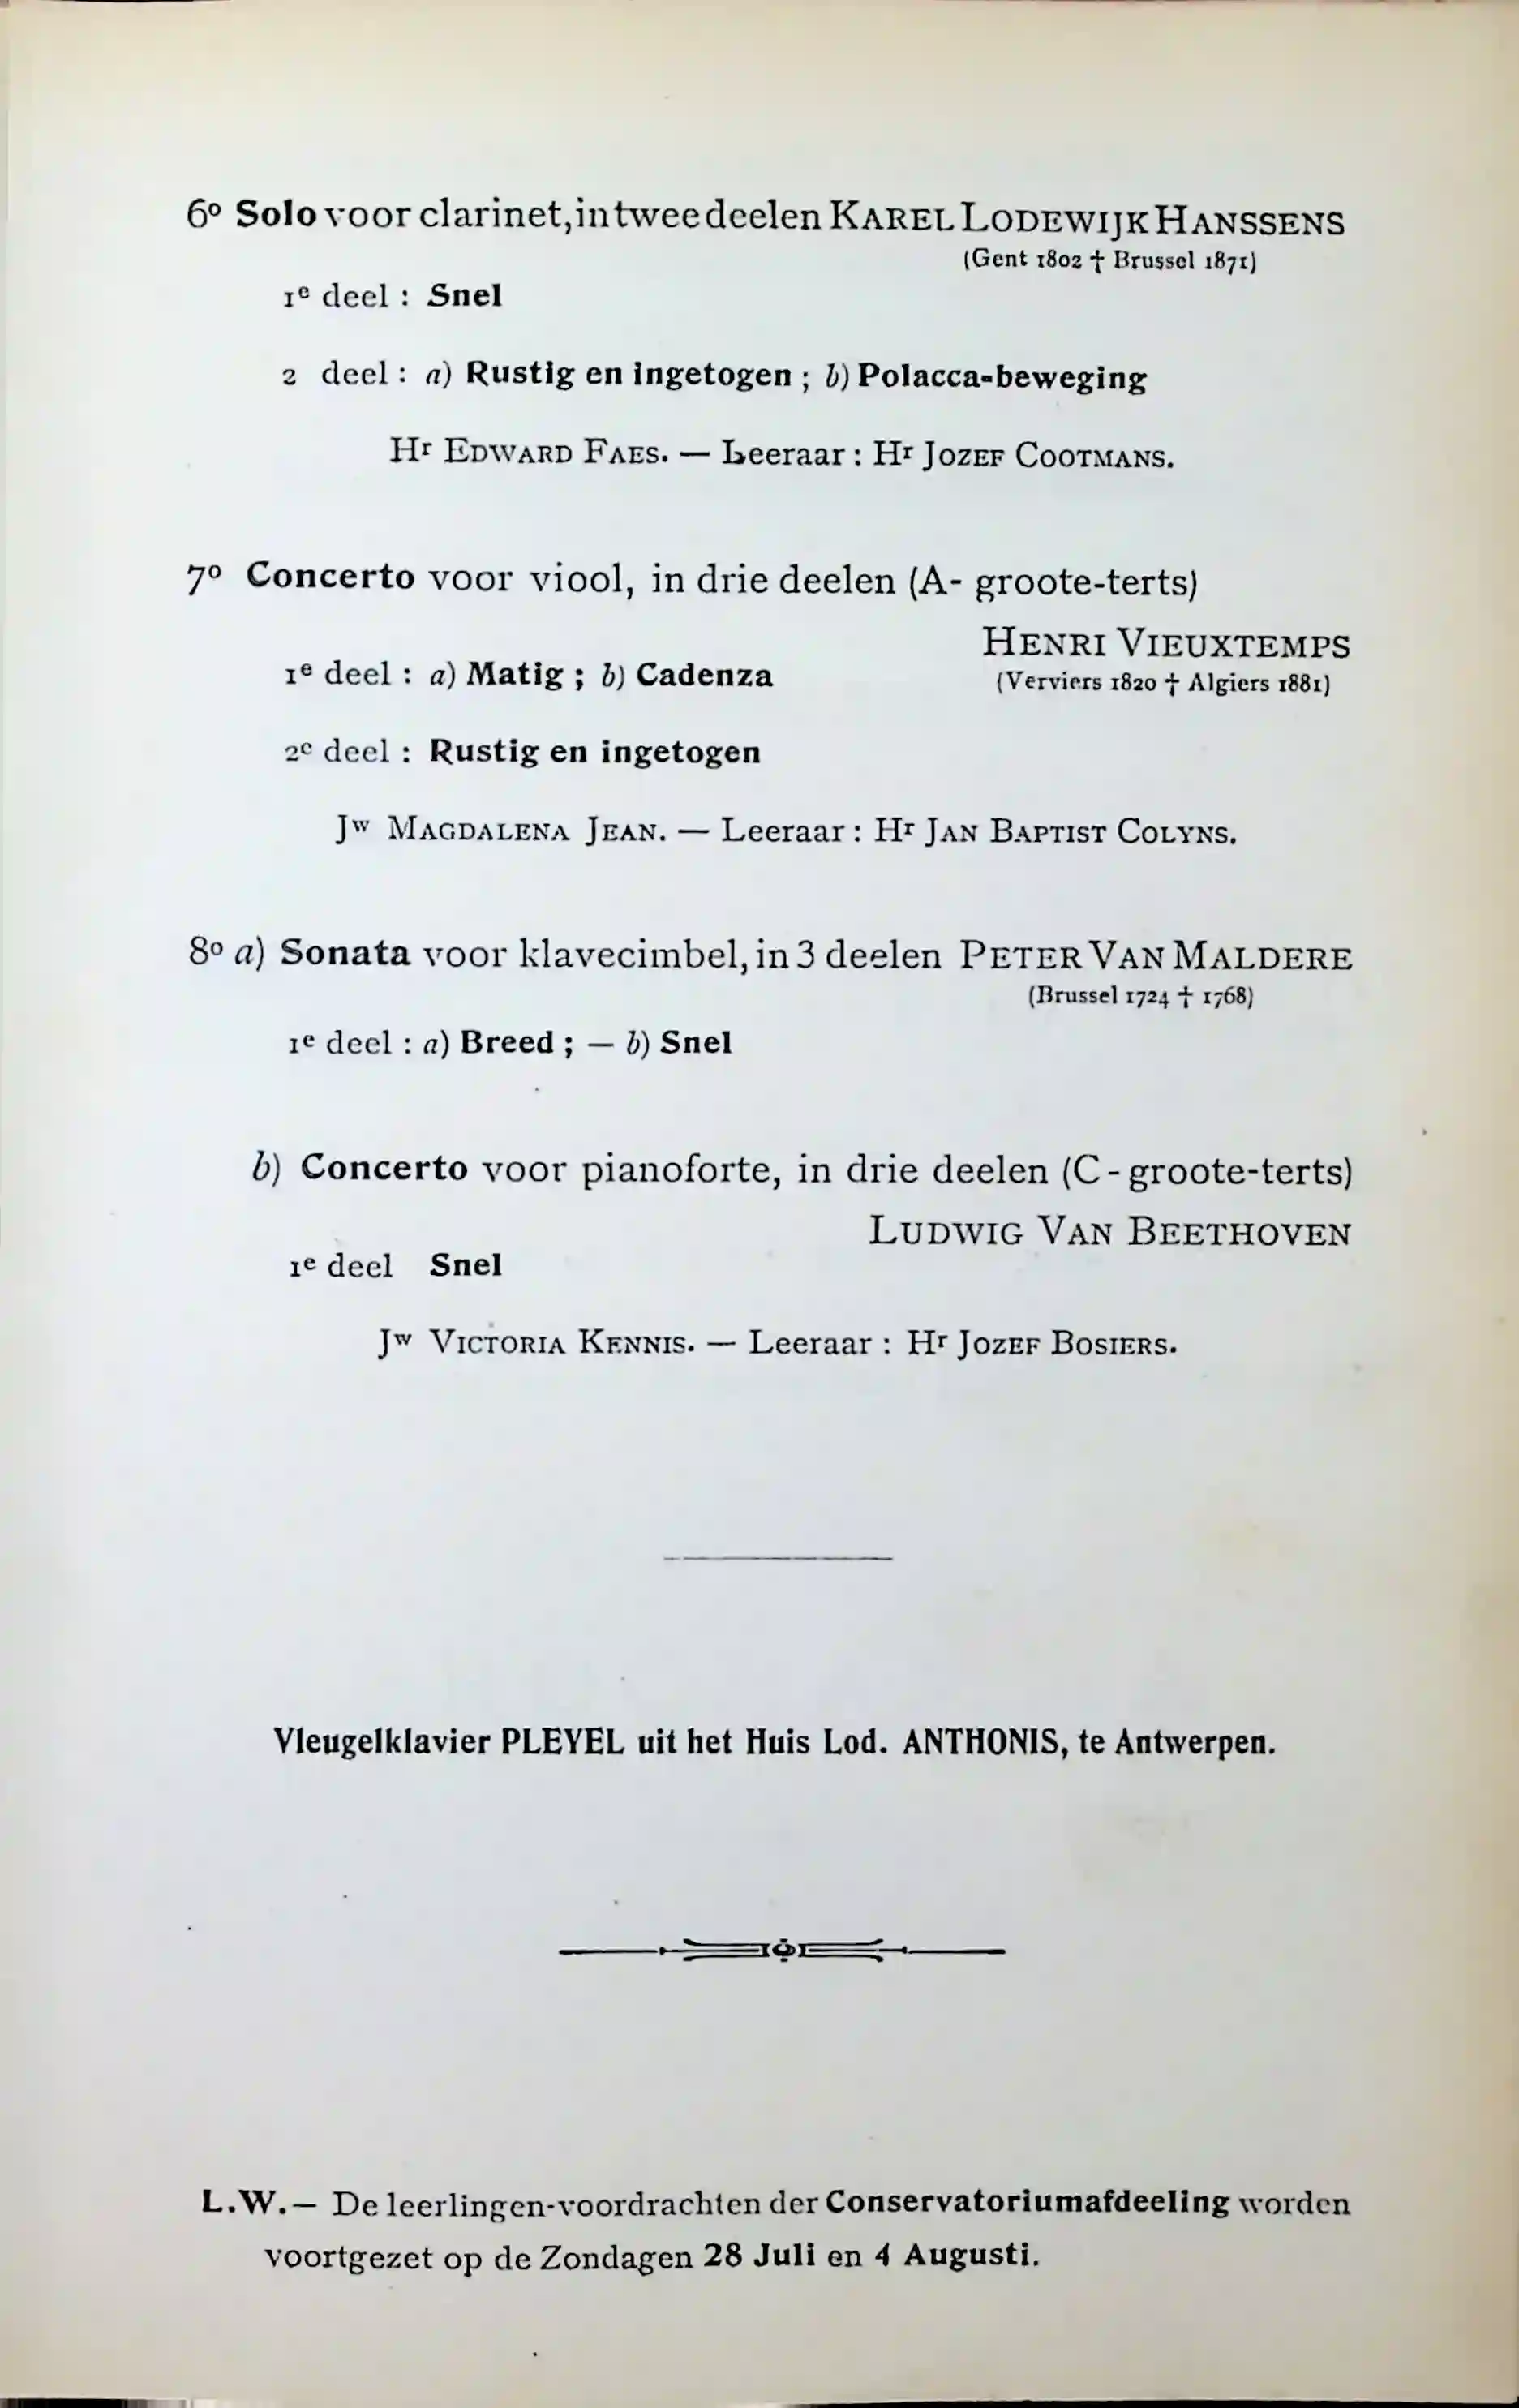 6º Solo voor clarinet, in twee deelen KAREL LODEWIJK HANSSENS
(Gent 1802 † Brussel 1871)
1e deel : Snel
2 deel : a) Rustig en ingetogen ; b) Polacca-beweging
Hr EDWARD FAES. — Leeraar : Hr JOZEF COOTMANS.
7º Concerto voor viool, in drie deelen (A- groote-terts)
HENRI VIEUXTEMPS
1e deel : a) Matig ; b) Cadenza
(Verviers 1820 † Algiers 1881)
2e deel : Rustig en ingetogen
Jw MAGDALENA JEAN. — Leeraar : Hr JAN BAPTIST COLYNS.
8º a) Sonata voor klavecimbel, in 3 deelen PETER VAN MALDERE
(Brussel 1724 † 1768)
1e deel : a) Breed ; — b) Snel
b) Concerto voor pianoforte, in drie deelen (C - groote-terts)
LUDWIG VAN BEETHOVEN
1e deel Snel
Jw VICTORIA KENNIS. — Leeraar : Hr JOZEF BOSIERS.
Vleugelklavier PLEYEL uit het Huis Lod. ANTHONIS, te Antwerpen.
L.W. — De leerlingen-voordrachten der Conservatoriumafdeeling worden
voortgezet op de Zondagen 28 Juli en 4 Augusti.